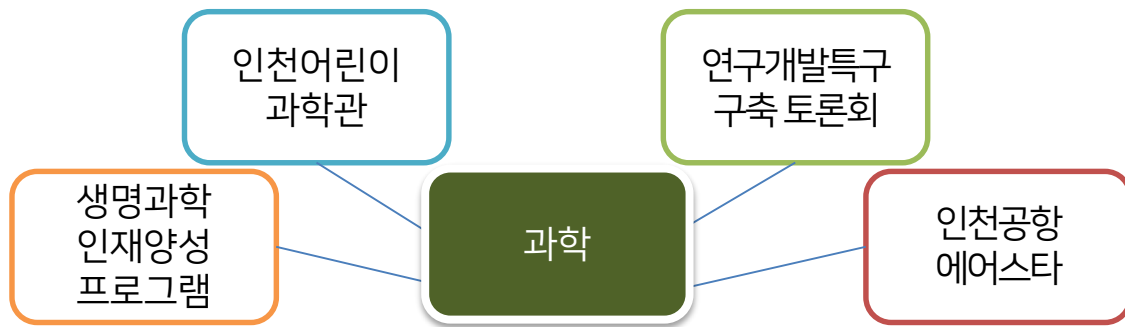 인천어린이
과학관
연구개발특구
구축 토론회
생명과학
인재양성
프로그램
과학
인천공항
에어스타